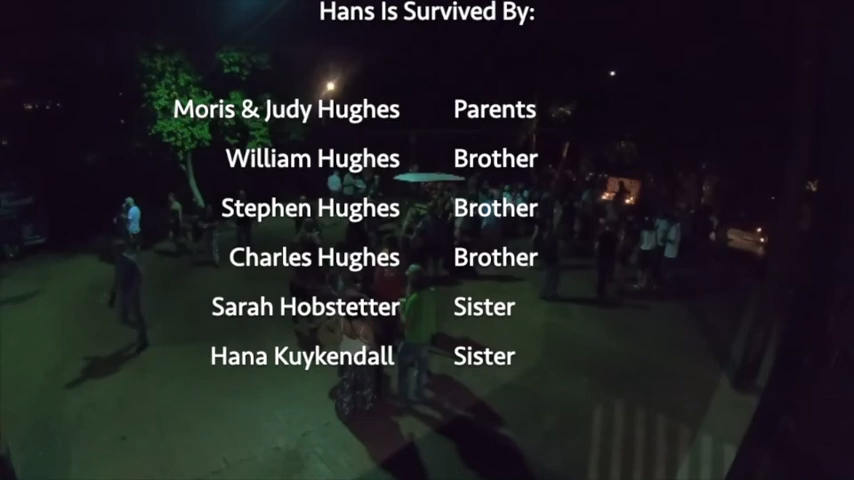 Hans Is Survived By:
Moris & Judy Hughes Parents
William Hughes Brother
Stephen Hughes Brother
Charles Hughes Brother
Sarah Hobstetter Sister
Hana Kuykendall Sister